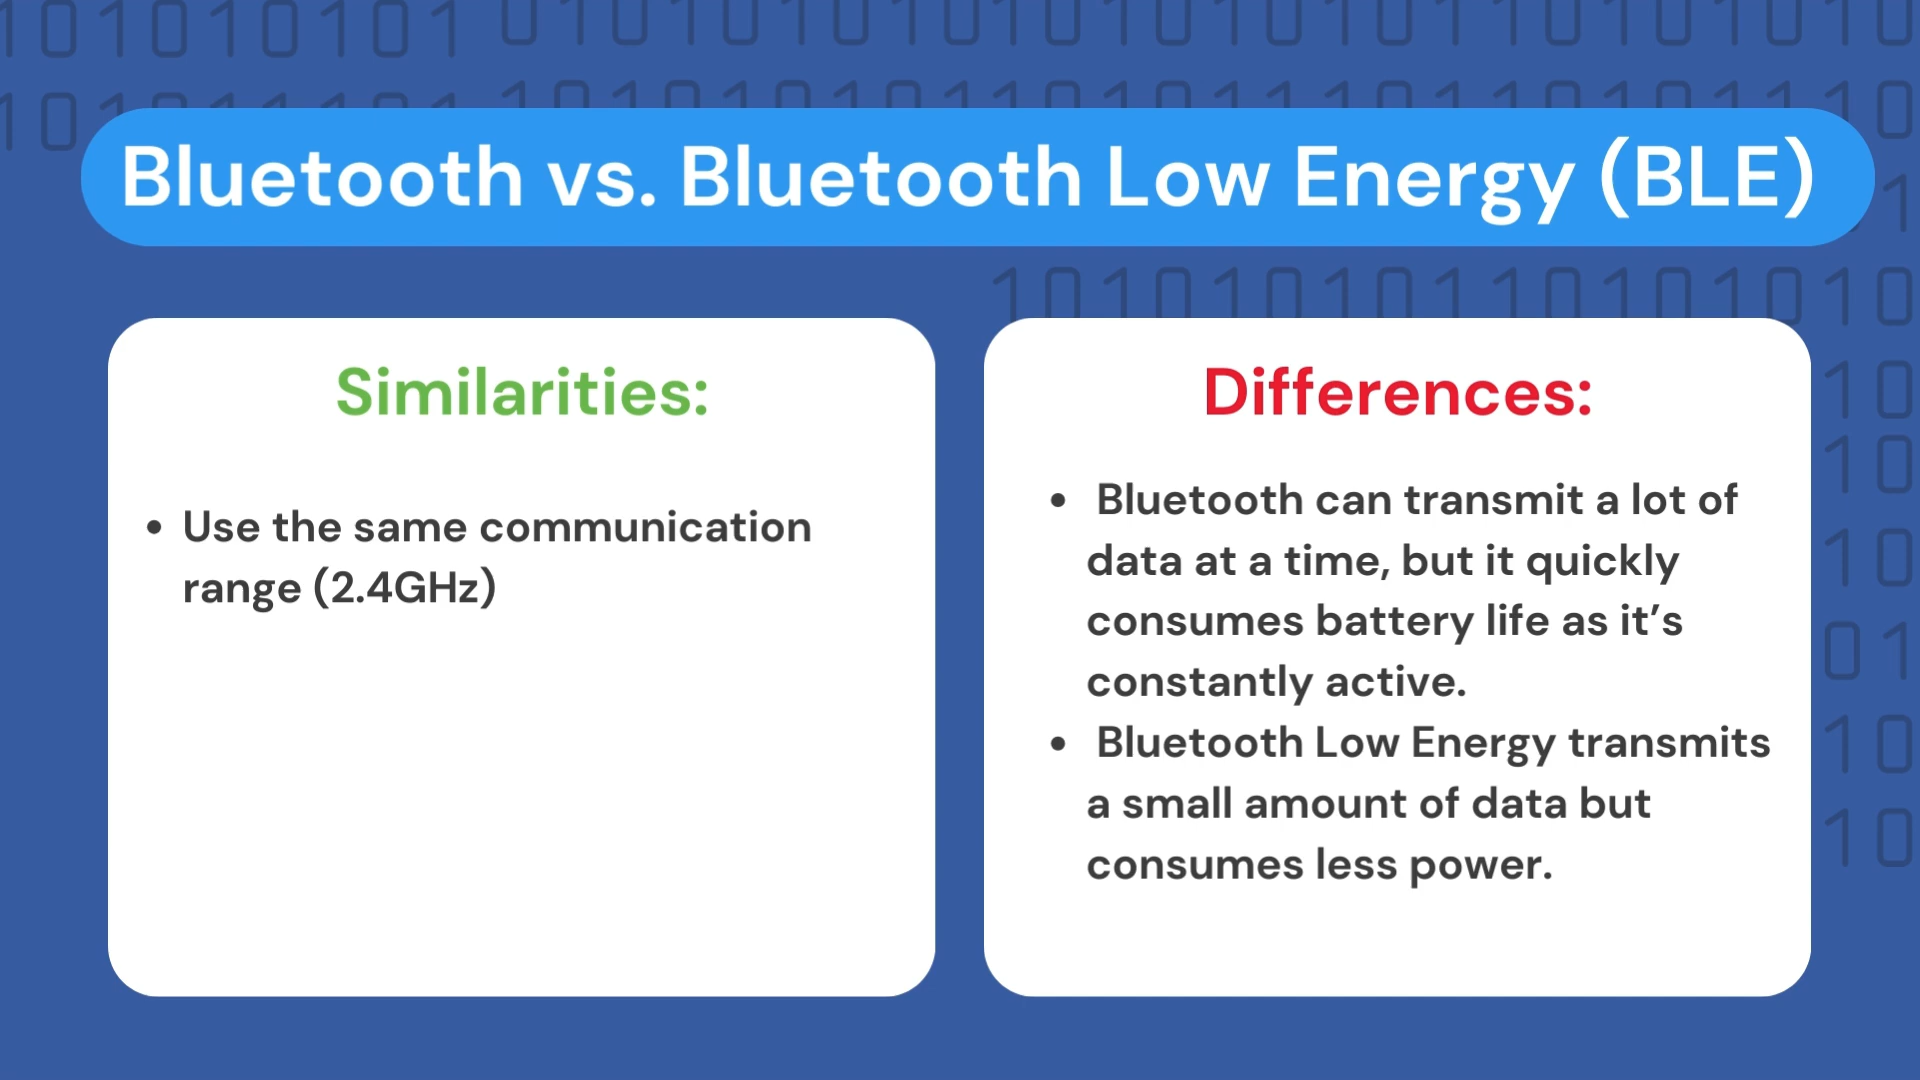 Bluetooth vs. Bluetooth Low Energy (BLE)
Similarities:
• Use the same communication
range (2.4GHz)
Differences:
• Bluetooth can transmit a lot of
data at a time, but it quickly
consumes battery life as it’s
constantly active.
• Bluetooth Low Energy transmits
a small amount of data but
consumes less power.